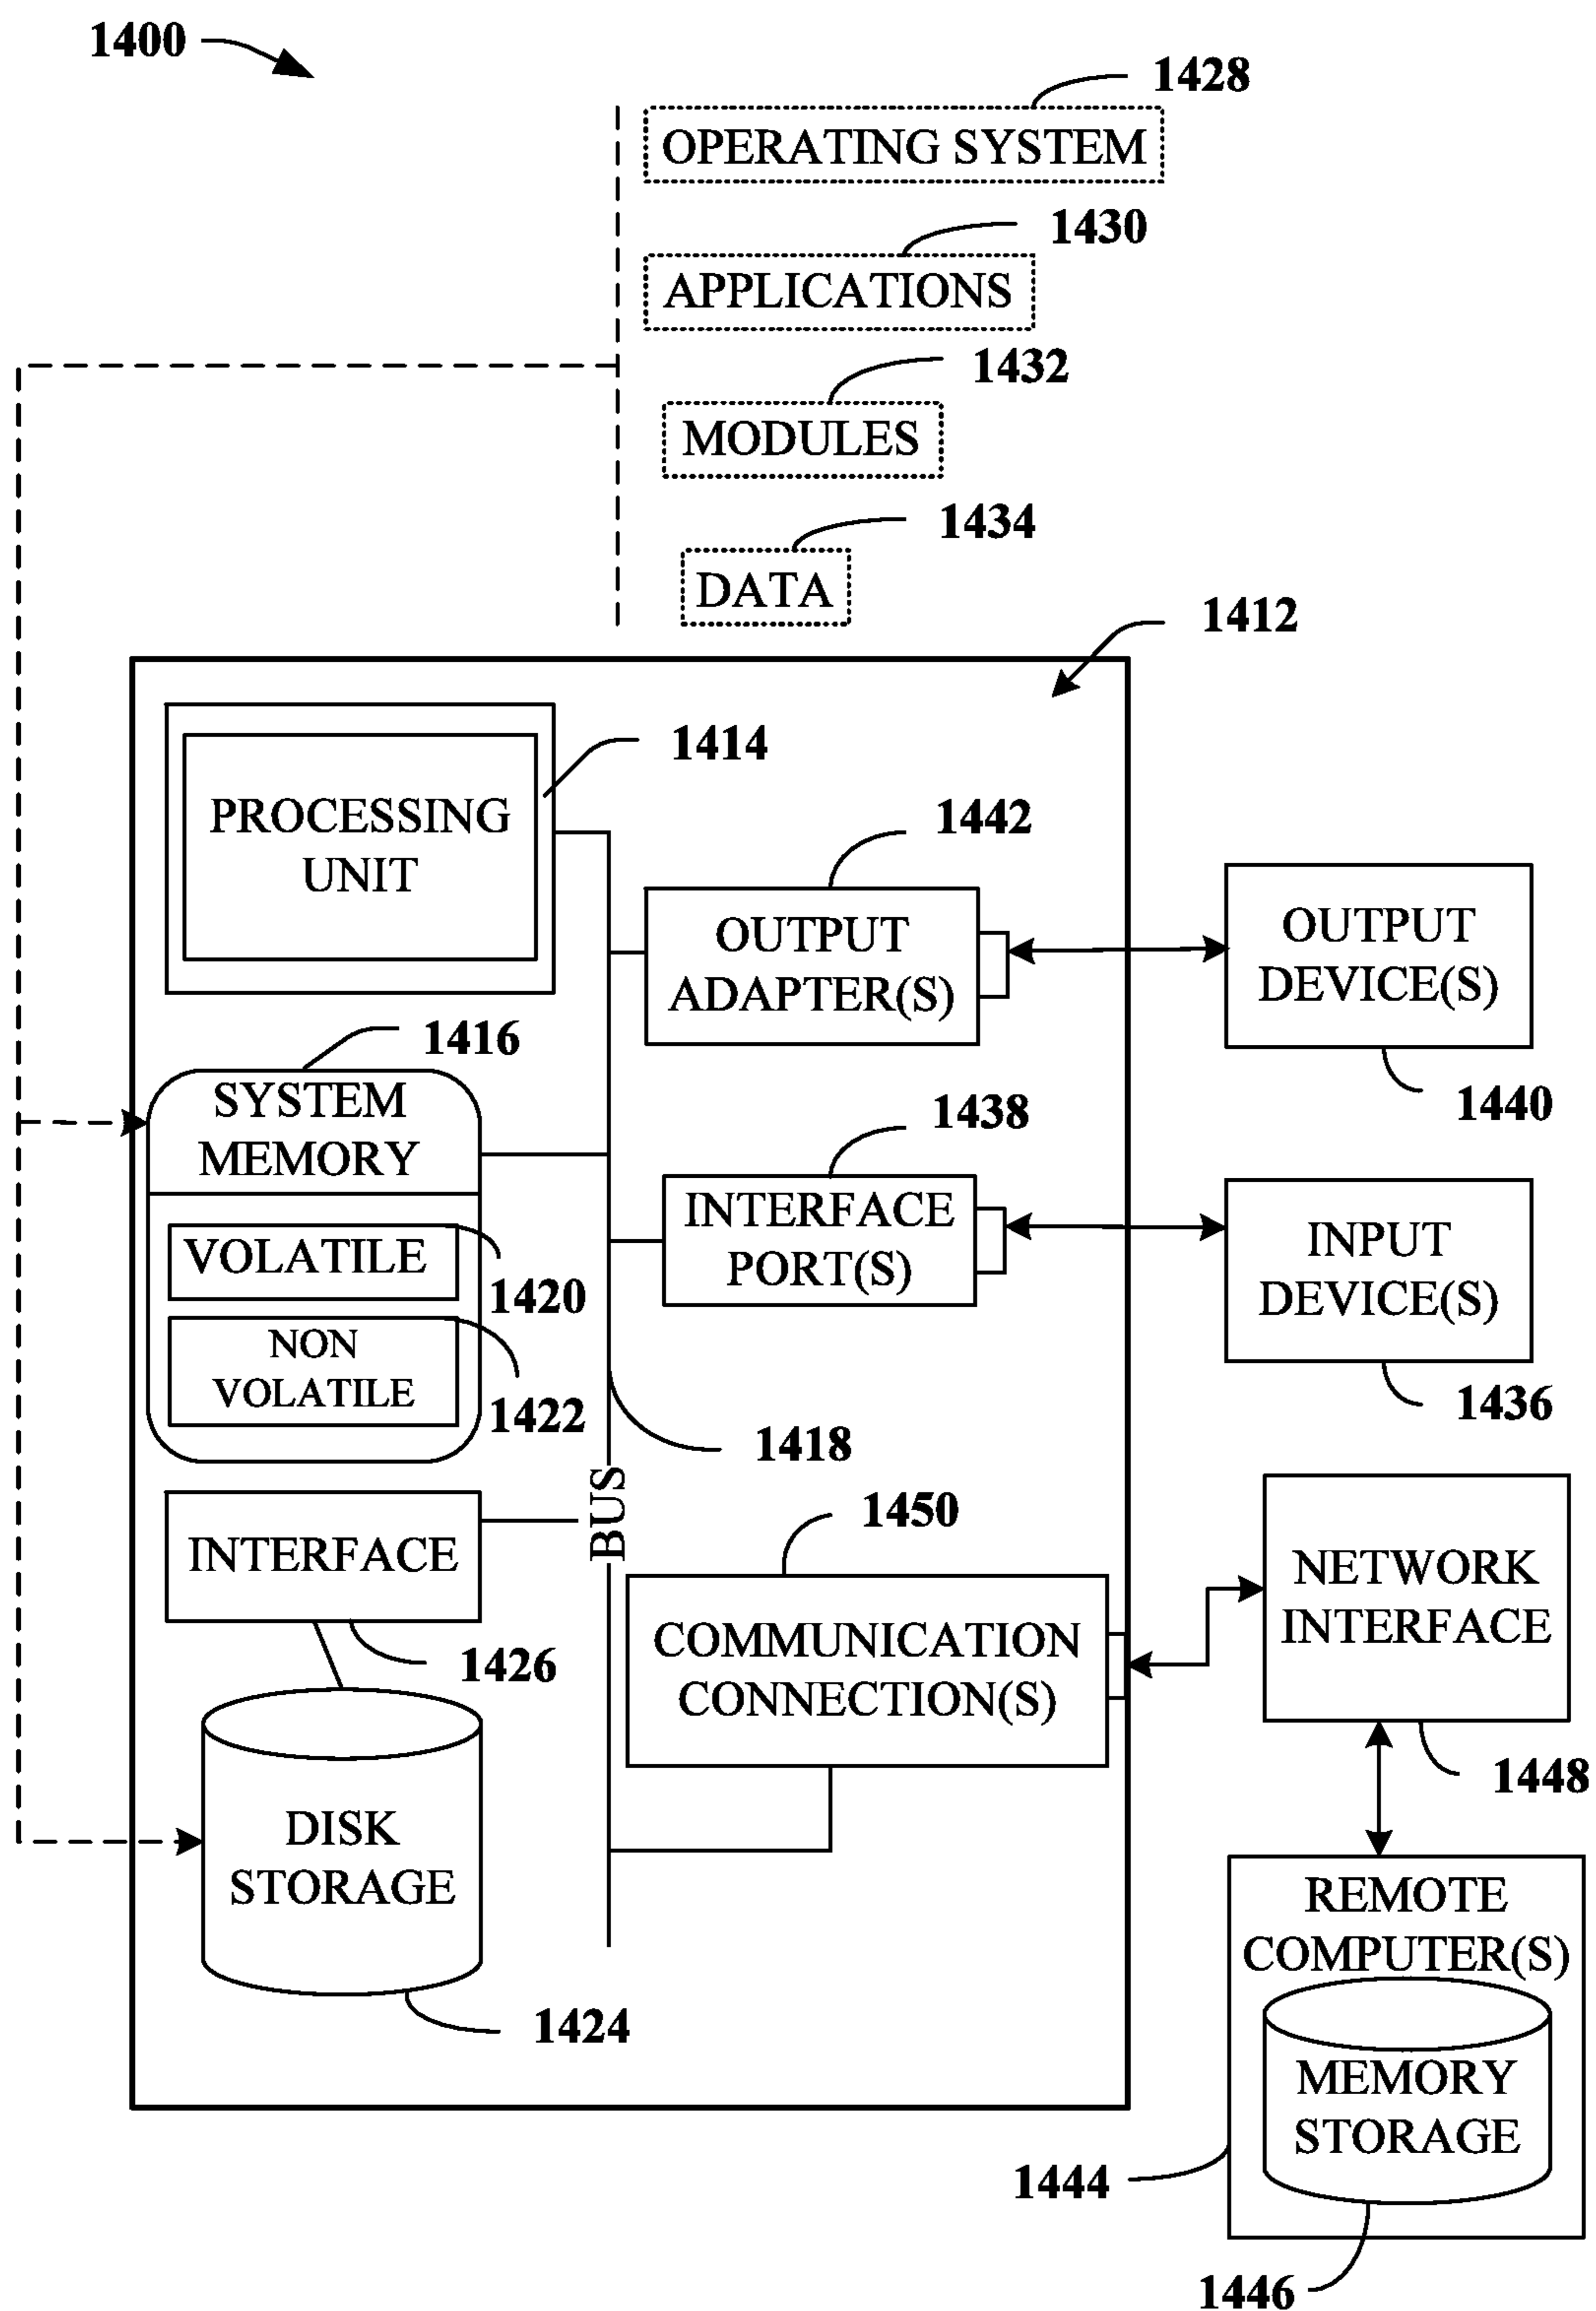 1400
1428
OPERATING SYSTEM
1430
APPLICATIONS
1432
MODULES
1434
DATA
1412
1414
PROCESSING
UNIT
1442
OUTPUT
ADAPTER(S)
OUTPUT
DEVICE(S)
1440
1416
SYSTEM
MEMORY
1438
INTERFACE
PORT(S)
INPUT
DEVICE(S)
1436
VOLATILE
1420
NON
VOLATILE
1422
1418
BUS
INTERFACE
1426
1450
COMMUNICATION
CONNECTION(S)
NETWORK
INTERFACE
1448
DISK
STORAGE
1424
REMOTE
COMPUTER(S)
MEMORY
STORAGE
1444
1446